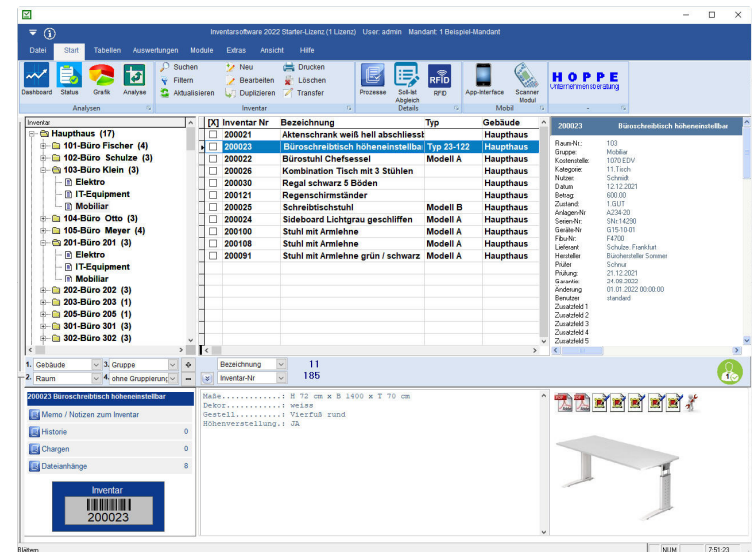 Inventarsoftware 2022 Starter-Lizenz (1 Lizenz) User: admin Mandant: 1 Beispiel-Mandant
Datei Start Tabellen Auswertungen Module Extras Ansicht Hilfe
Dashboard Status Grafik Analyse
Suchen
Filtern
Aktualisieren
Neu
Bearbeiten
Duplizieren
Drucken
Löschen
Transfer
Prozesse Soll-Ist Abgleich RFID App-Interface Scanner Modul
RFID
HOPPE
Unternehmensberatung
Analysen Inventar Details Mobil -
Inventar
Haupthaus (17)
101-Büro Fischer (4)
102-Büro Schulze (3)
103-Büro Klein (3)
Elektro
IT-Equipment
Mobiliar
104-Büro Otto (3)
105-Büro Meyer (4)
201-Büro 201 (3)
Elektro
IT-Equipment
Mobiliar
202-Büro 202 (3)
203-Büro 203 (1)
205-Büro 205 (1)
301-Büro 301 (3)
302-Büro 302 (3)
[X] Inventar Nr Bezeichnung Typ Gebäude
200021 Aktenschrank weiß hell abschliessb Haupthaus
200023 Büroschreibtisch höheneinstellbar Typ 23-122 Haupthaus
200022 Bürostuhl Chefsessel Modell A Haupthaus
200026 Kombination Tisch mit 3 Stühlen Haupthaus
200030 Regal schwarz 5 Böden Haupthaus
200121 Regenschirmständer Haupthaus
200025 Schreibtischstuhl Modell B Haupthaus
200024 Sideboard Lichtgrau geschliffen Modell A Haupthaus
200100 Stuhl mit Armlehne Modell A Haupthaus
200108 Stuhl mit Armlehne Modell A Haupthaus
200091 Stuhl mit Armlehne grün / schwarz Modell A Haupthaus
200023 Büroschreibtisch höheneinstellbar
Raum-Nr.: 103
Gruppe: Mobiliar
Kostenstelle: 1070 EDV
Kategorie: 11.Tisch
Nutzer: Schmidt
Datum 12.12.2021
Betrag: 600.00
Zustand: 1.GUT
Anlagen-Nr A234-20
Serien-Nr.: SNr.14290
Geräte-Nr G15-10-01
Fibu-Nr: F4700
Lieferant Schulze, Frankfurt
Hersteller Bürohersteller Sommer
Prüfer Schnur
Prüfung: 21.12.2021
Garantie 24.08.2022
Änderung 01.01.2022 00:00:00
Benutzer standard
Zusatzfeld 1
Zusatzfeld 2
Zusatzfeld 3
Zusatzfeld 4
Zusatzfeld 5
1. Gebäude 3. Gruppe
2. Raum 4. ohne Gruppierung
Bezeichnung 11
Inventar-Nr 185
200023 Büroschreibtisch höheneinstellbar
Memo / Notizen zum Inventar
Historie 0
Chargen 0
Dateianhänge 8
Inventar
200023
Maße.............: H 72 cm x B 1400 x T 70 cm
Dekor............: weiss
Gestell..........: Vierfuß rund
Höhenverstellung.: JA
Blättern NUM 7:51:23